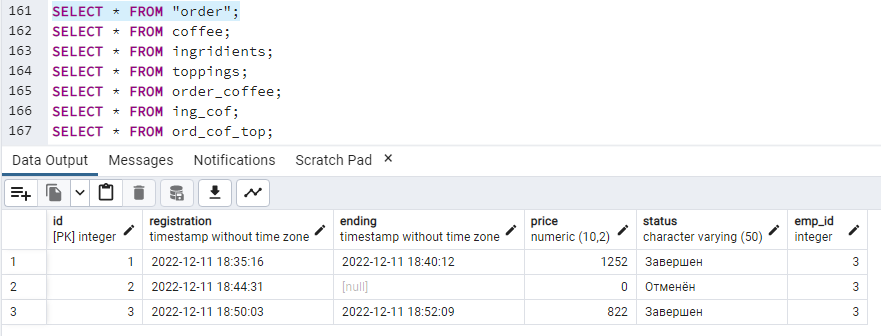 161 SELECT * FROM "order";
162 SELECT * FROM coffee;
163 SELECT * FROM ingridients;
164 SELECT * FROM toppings;
165 SELECT * FROM order_coffee;
166 SELECT * FROM ing_cof;
167 SELECT * FROM ord_cof_top;
Data Output Messages Notifications Scratch Pad ×
id registration ending price status emp_id
[PK] integer timestamp without time zone timestamp without time zone numeric (10,2) character varying (50) integer
1 1 2022-12-11 18:35:16 2022-12-11 18:40:12 1252 Завершен 3
2 2 2022-12-11 18:44:31 [null] 0 Отменён 3
3 3 2022-12-11 18:50:03 2022-12-11 18:52:09 822 Завершен 3